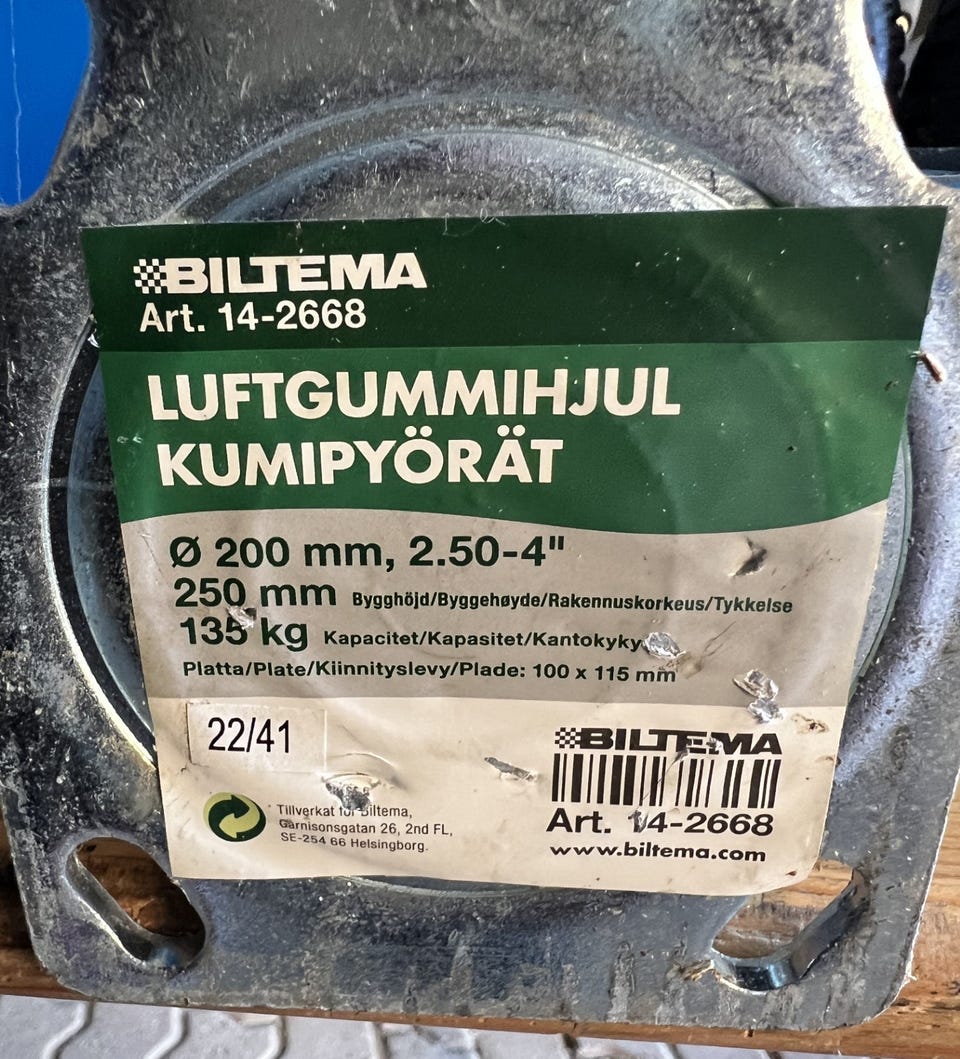 BILTEMA
Art. 14-2668
LUFTGUMMIHJUL
KUMIPYÖRÄT
Ø 200 mm, 2.50-4"
250 mm Bygghöjd/Byggehøyde/Rakennuskorkeus/Tykkelse
135 kg Kapacitet/Kapasitet/Kantokyky
Platta/Plate/Kiinnityslevy/Plade: 100 x 115 mm
22/41
Tillverkat för Biltema,
Garnisonsgatan 26, 2nd FL,
SE-254 66 Helsingborg.
BILTEMA
Art. 14-2668
www.biltema.com